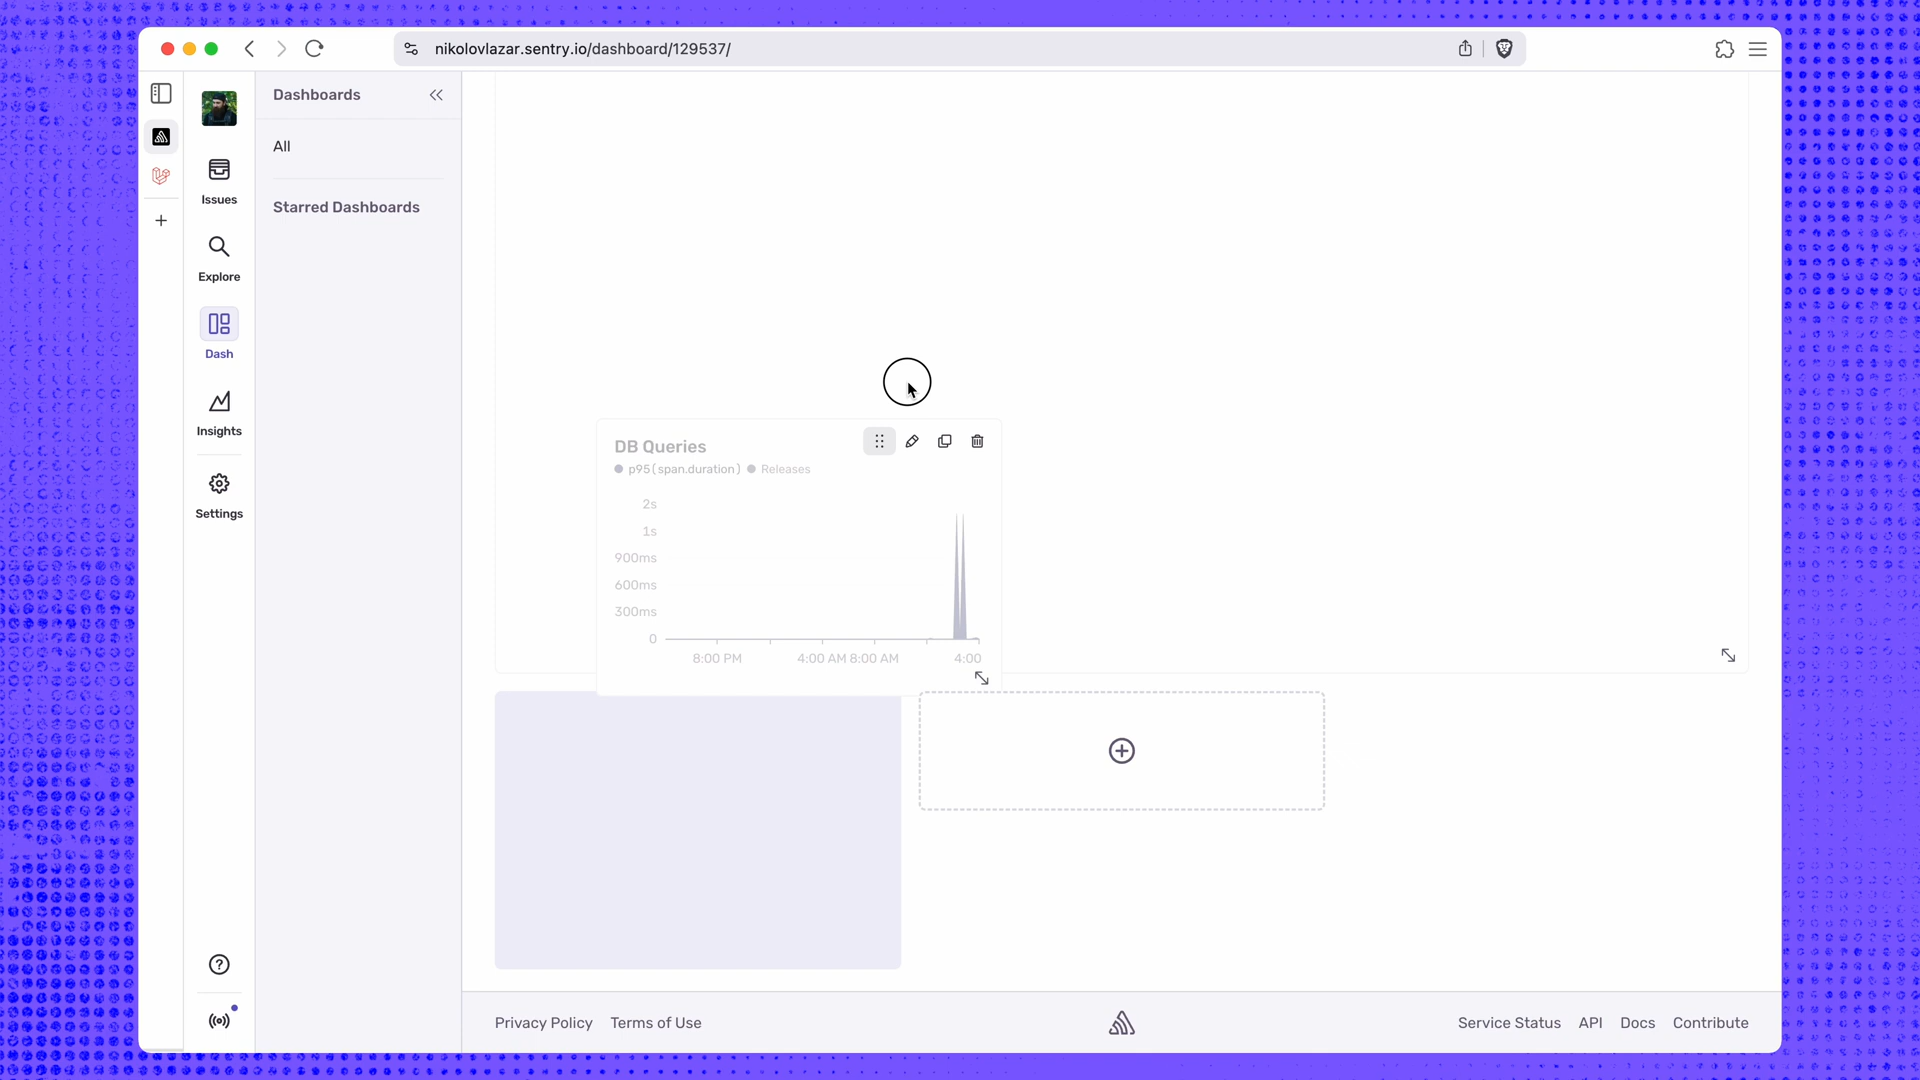 nikolovlazar.sentry.io/dashboard/129537/
Dashboards
All
Starred Dashboards
Issues
Explore
Dash
Insights
Settings
DB Queries
p95(span.duration) Releases
2s
1s
900ms
600ms
300ms
0
8:00 PM 4:00 AM 8:00 AM 4:00
Privacy Policy Terms of Use Service Status API Docs Contribute